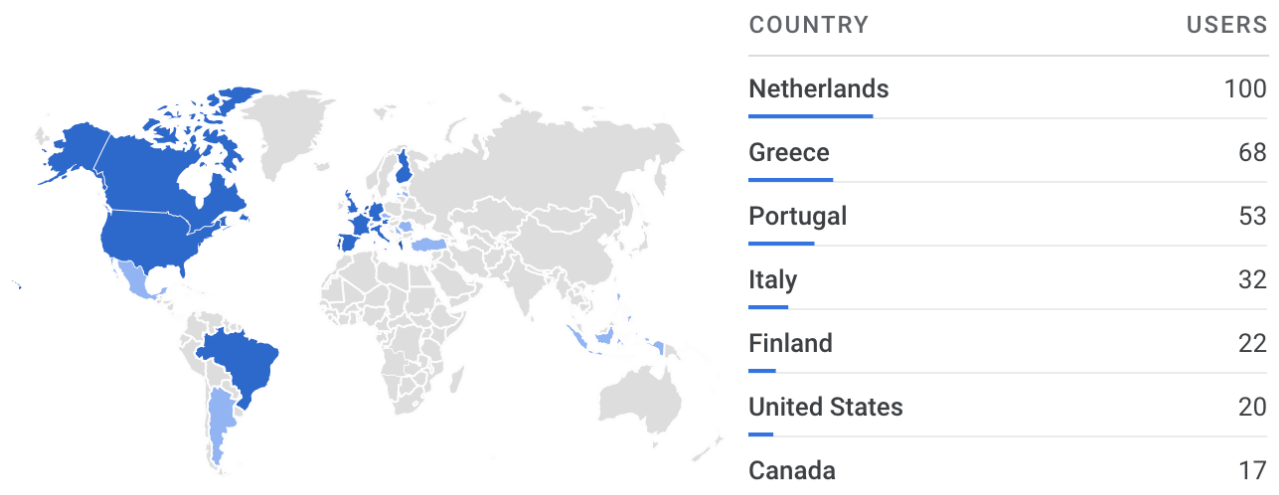 COUNTRY USERS
Netherlands 100
Greece 68
Portugal 53
Italy 32
Finland 22
United States 20
Canada 17